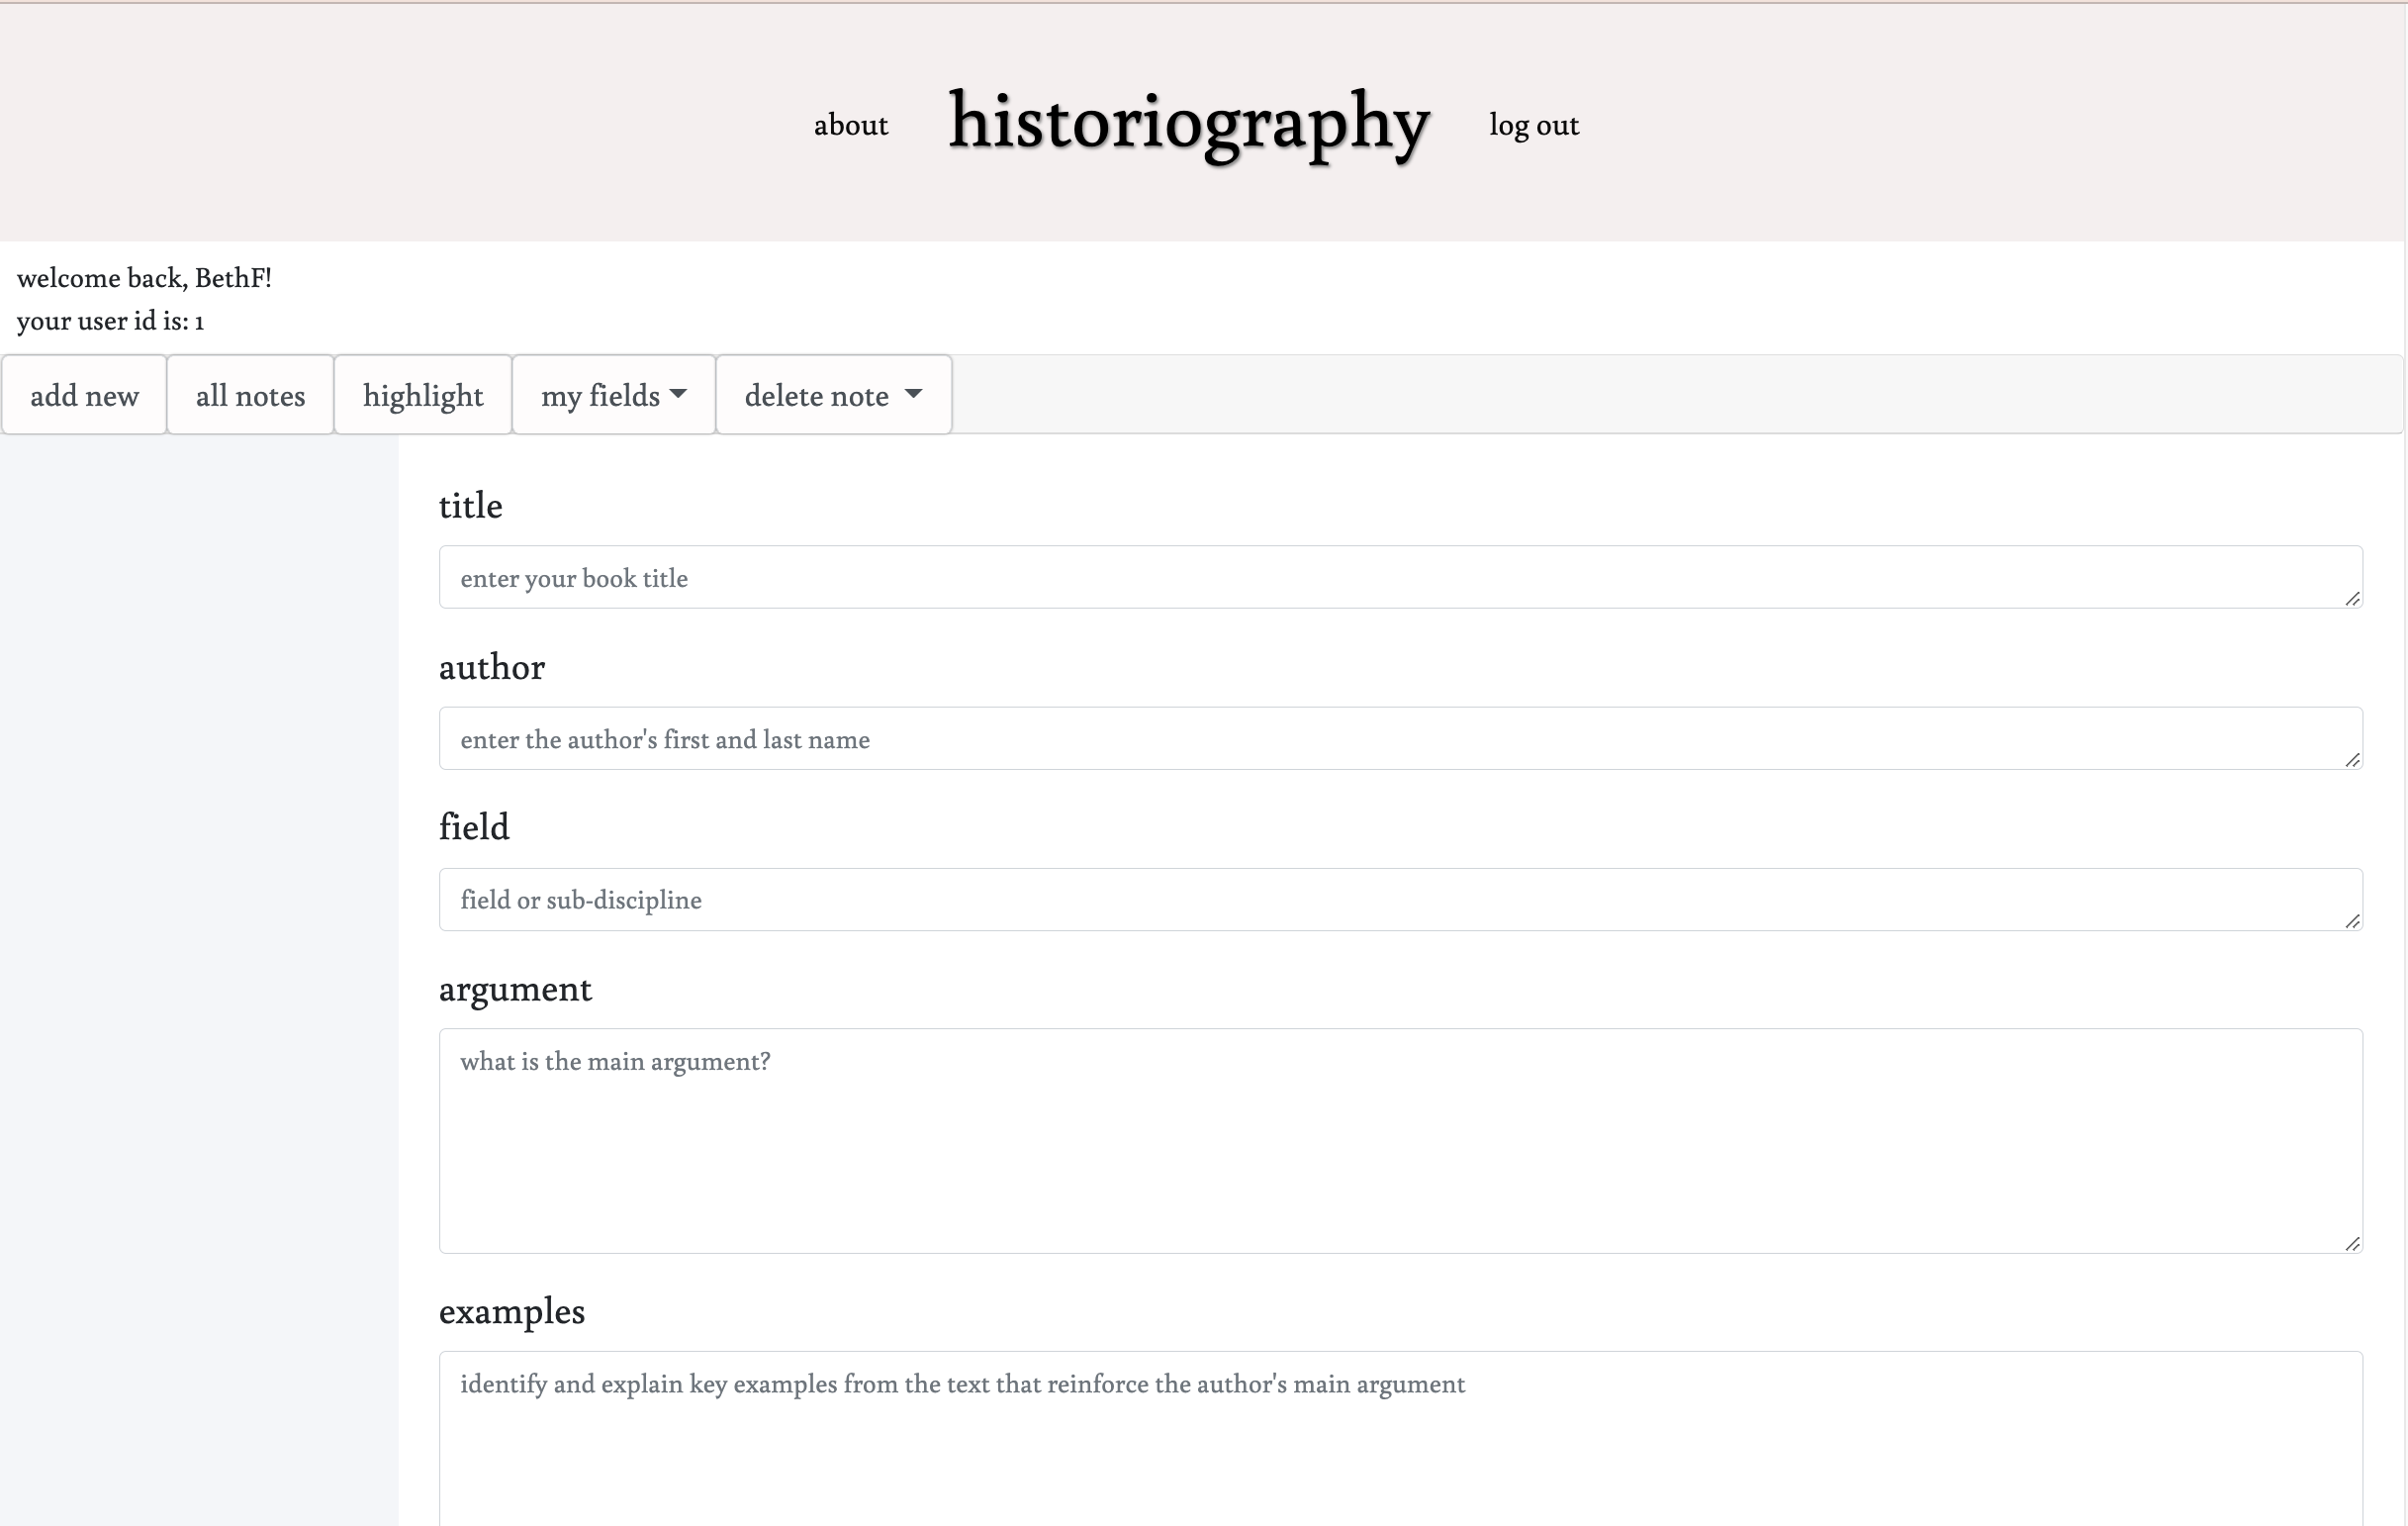 about historiography log out
welcome back, BethF!
your user id is: 1
add new all notes highlight my fields delete note
title
enter your book title
author
enter the author's first and last name
field
field or sub-discipline
argument
what is the main argument?
examples
identify and explain key examples from the text that reinforce the author's main argument